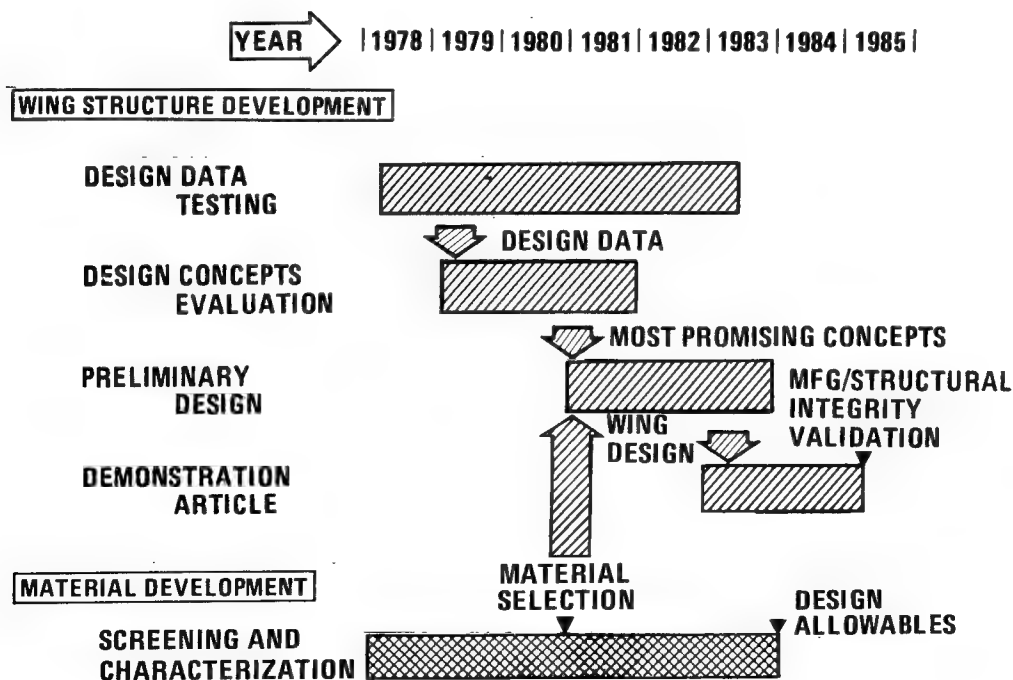 YEAR | 1978 | 1979 | 1980 | 1981 | 1982 | 1983 | 1984 | 1985 |
WING STRUCTURE DEVELOPMENT
DESIGN DATA
TESTING
DESIGN DATA
DESIGN CONCEPTS
EVALUATION
MOST PROMISING CONCEPTS
PRELIMINARY
DESIGN
MFG/STRUCTURAL
INTEGRITY
VALIDATION
WING
DESIGN
DEMONSTRATION
ARTICLE
MATERIAL DEVELOPMENT
MATERIAL
SELECTION
DESIGN
ALLOWABLES
SCREENING AND
CHARACTERIZATION